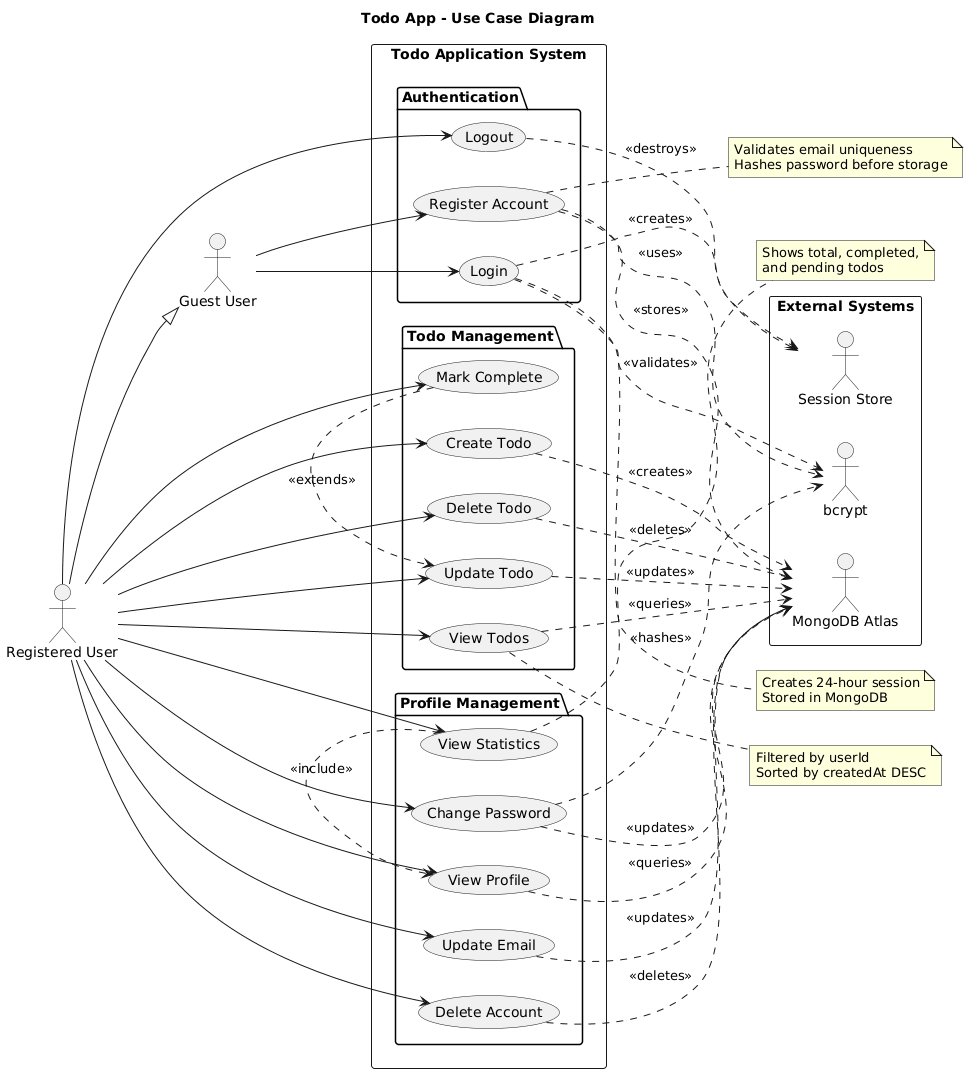 Todo App - Use Case Diagram
Todo Application System
Authentication
Logout
Register Account
Login
Guest User
Registered User
Todo Management
Mark Complete
Create Todo
Delete Todo
Update Todo
View Todos
«extends»
Profile Management
View Statistics
Change Password
View Profile
Update Email
Delete Account
«include»
«destroys»
«creates»
«uses»
«stores»
«validates»
«creates»
«deletes»
«updates»
«queries»
«hashes»
«updates»
«queries»
«updates»
«deletes»
Validates email uniqueness
Hashes password before storage
Shows total, completed,
and pending todos
External Systems
Session Store
bcrypt
MongoDB Atlas
Creates 24-hour session
Stored in MongoDB
Filtered by userId
Sorted by createdAt DESC